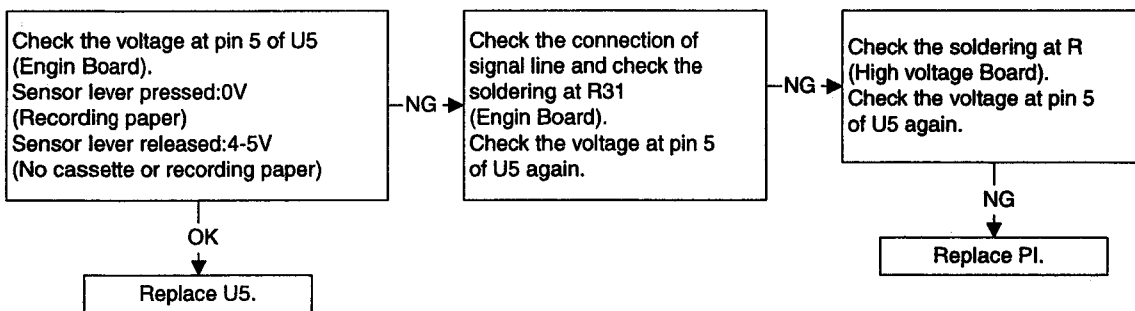 Check the voltage at pin 5 of U5
(Engin Board).
Sensor lever pressed:0V
(Recording paper)
Sensor lever released:4-5V
(No cassette or recording paper)
NG
Check the connection of
signal line and check the
soldering at R31
(Engin Board).
Check the voltage at pin 5
of U5 again.
NG
Check the soldering at R
(High voltage Board).
Check the voltage at pin 5
of U5 again.
OK
Replace U5.
NG
Replace PI.